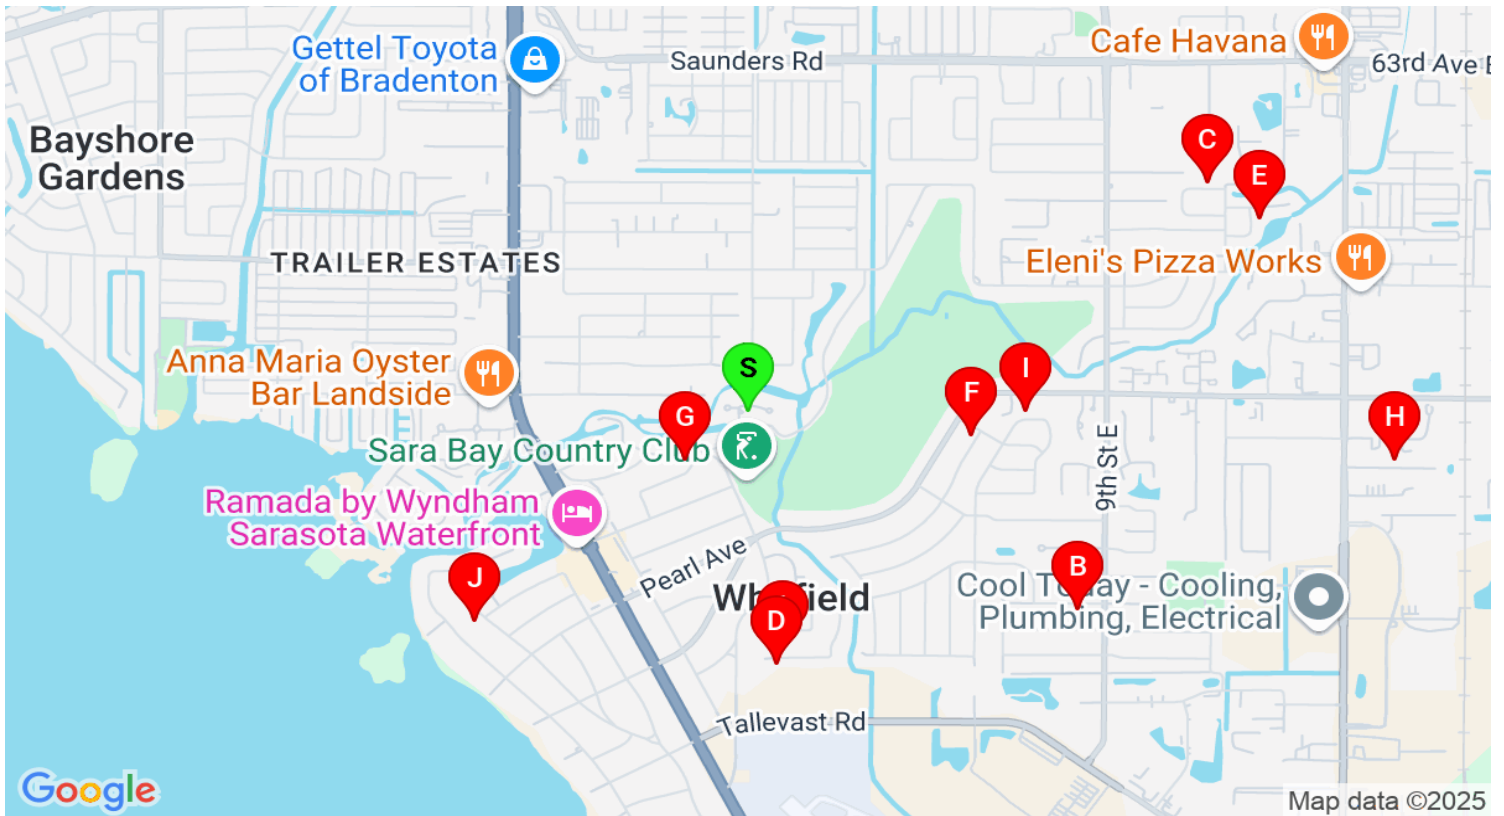 Gettel Toyota
of Bradenton
Saunders Rd
Cafe Havana
63rd Ave E
Bayshore
Gardens
C
E
TRAILER ESTATES
Eleni's Pizza Works
Anna Maria Oyster
Bar Landside
S
I
F
G
H
Sara Bay Country Club
9th St E
Ramada by Wyndham
Sarasota Waterfront
Pearl Ave
J
B
Cool Today - Cooling,
Plumbing, Electrical
D
Tallevast Rd
Google
Map data ©2025